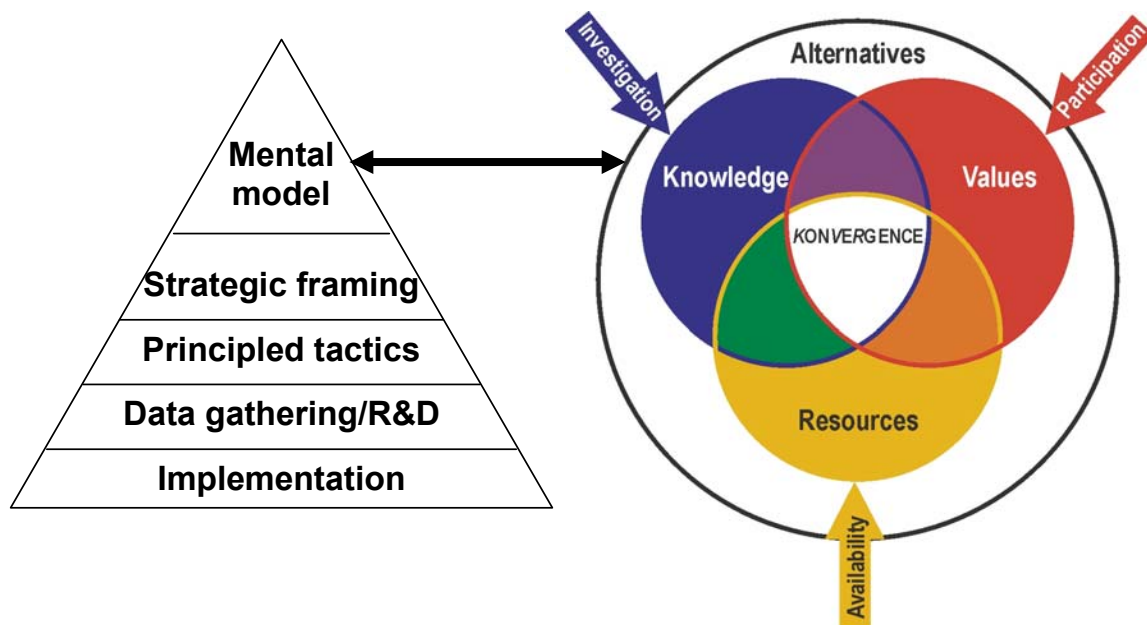 Mental
model
Strategic framing
Principled tactics
Data gathering/R&D
Implementation
Investigation
Alternatives
Participation
Knowledge
Values
KONVERGENCE
Resources
Availability